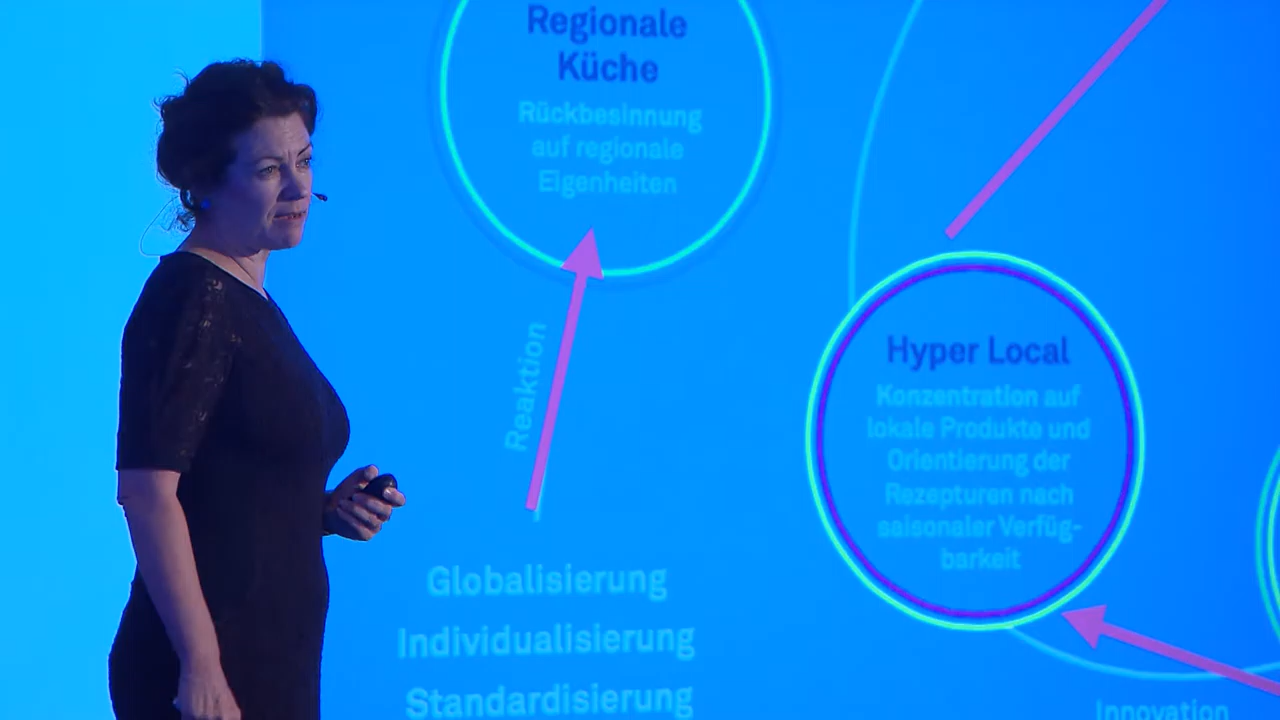 Regionale
Küche
Rückbesinnung
auf regionale
Eigenheiten
Reaktion
Globalisierung
Individualisierung
Standardisierung
Hyper Local
Konzentration auf
lokale Produkte und
Orientierung der
Rezepturen nach
saisonaler Verfüg-
barkeit
Innovation